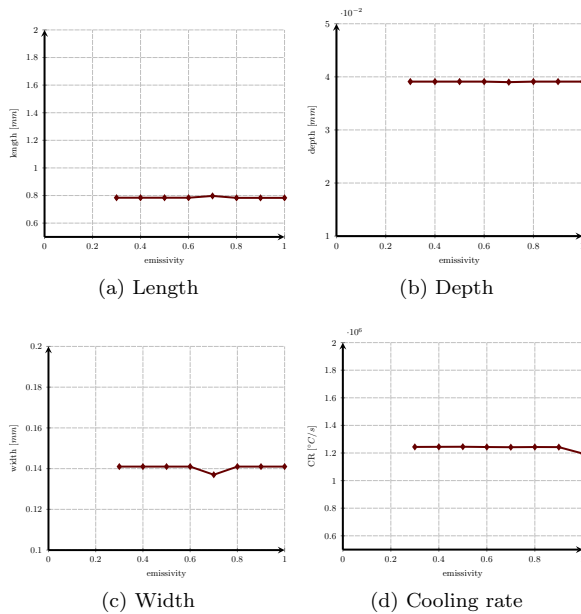 2
1.8
1.6
1.4
1.2
1
0.8
0.6
0 0.2 0.4 0.6 0.8 1
length [mm]
emissivity
(a) Length
·10⁻²
5
4
3
2
1
0 0.2 0.4 0.6 0.8
depth [mm]
emissivity
(b) Depth
0.2
0.18
0.16
0.14
0.12
0.1
0 0.2 0.4 0.6 0.8 1
width [mm]
emissivity
(c) Width
·10⁶
2
1.8
1.6
1.4
1.2
1
0.8
0.6
0 0.2 0.4 0.6 0.8
CR [°C/s]
emissivity
(d) Cooling rate